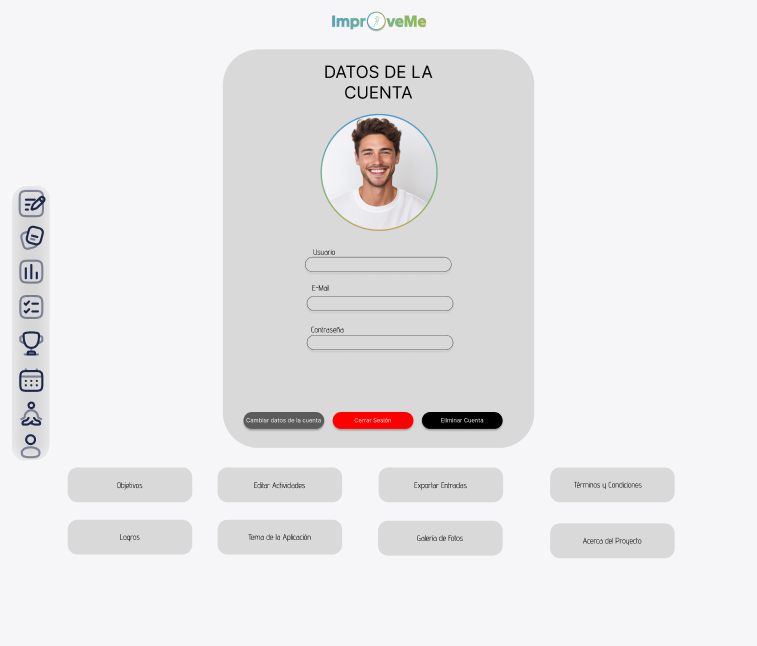 ImproveMe
DATOS DE LA
CUENTA
Usuario
E-Mail
Contraseña
Cambiar datos de la cuenta
Cerrar Sesión
Eliminar Cuenta
Objetivos
Editar Actividades
Exportar Entradas
Términos y Condiciones
Logros
Tema de la Aplicación
Galeria de Fotos
Acerca del Proyecto